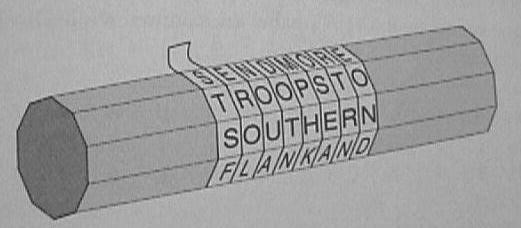 SENDMORE
TROOPSTO
SOUTHERN
FLANKAND